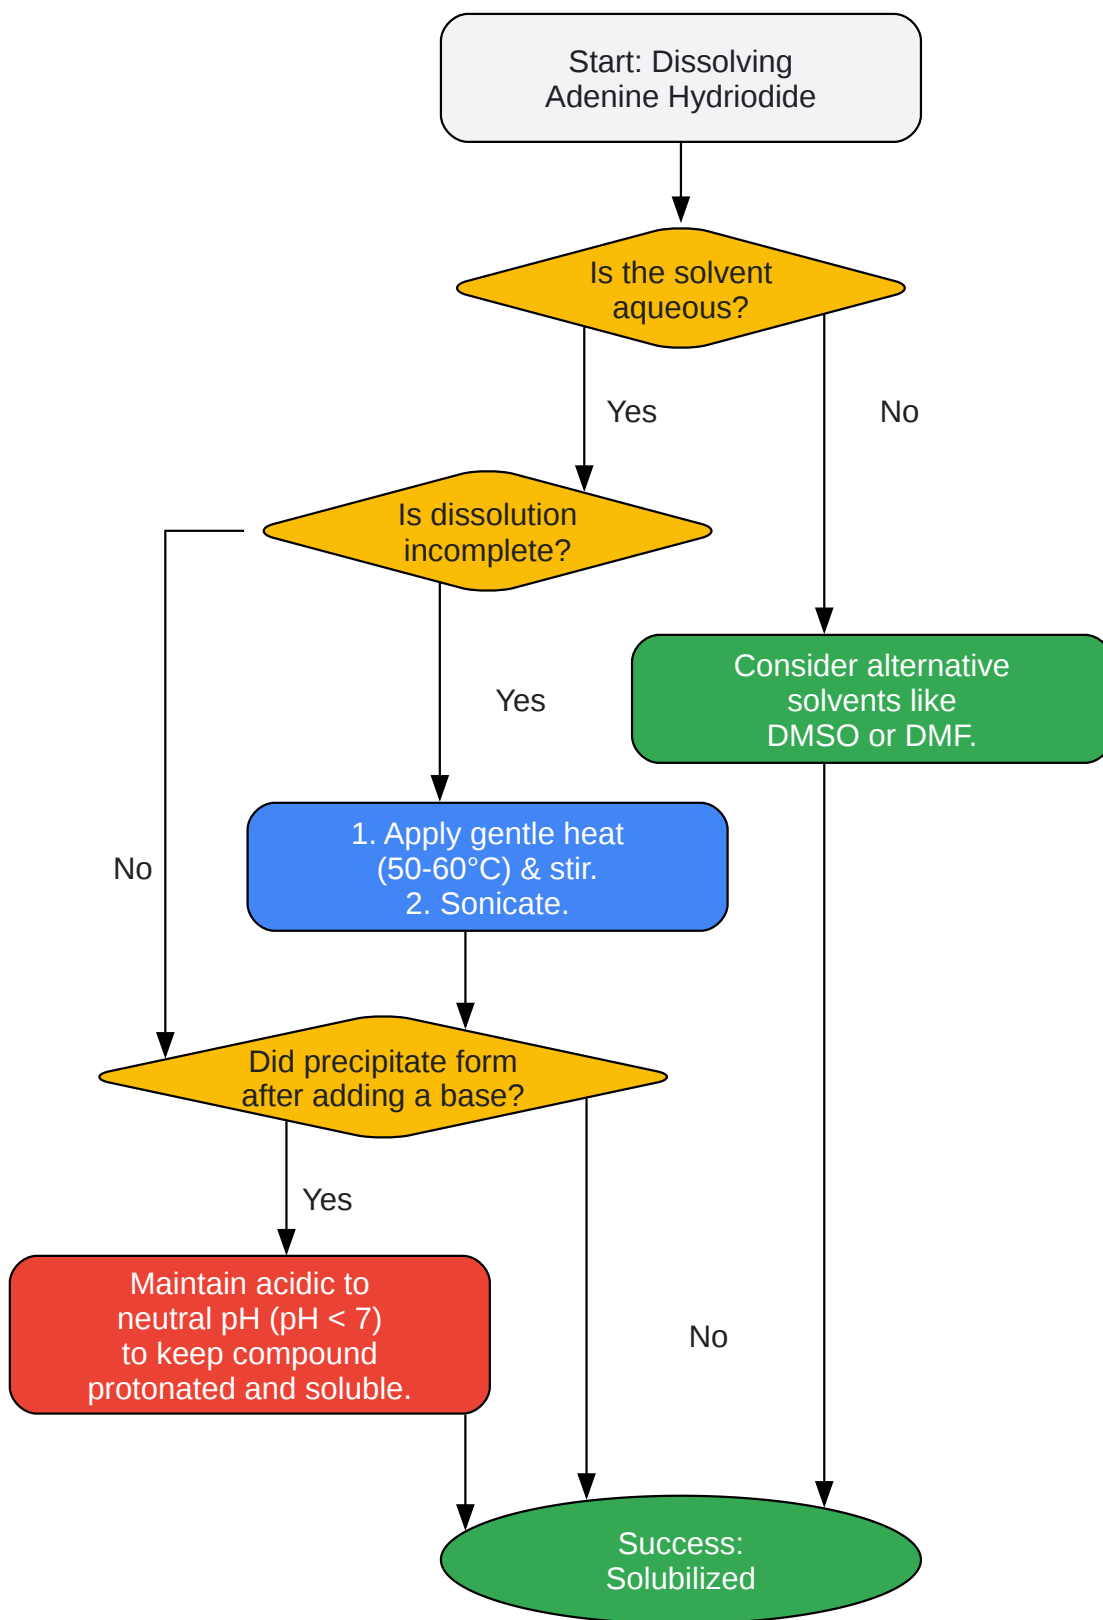 Start: Dissolving
Adenine Hydriodide
Is the solvent
aqueous?
Yes
No
Is dissolution
incomplete?
Yes
Consider alternative
solvents like
DMSO or DMF.
No
1. Apply gentle heat
(50-60°C) & stir.
2. Sonicate.
Did precipitate form
after adding a base?
Yes
Maintain acidic to
neutral pH (pH < 7)
to keep compound
protonated and soluble.
No
Success:
Solubilized